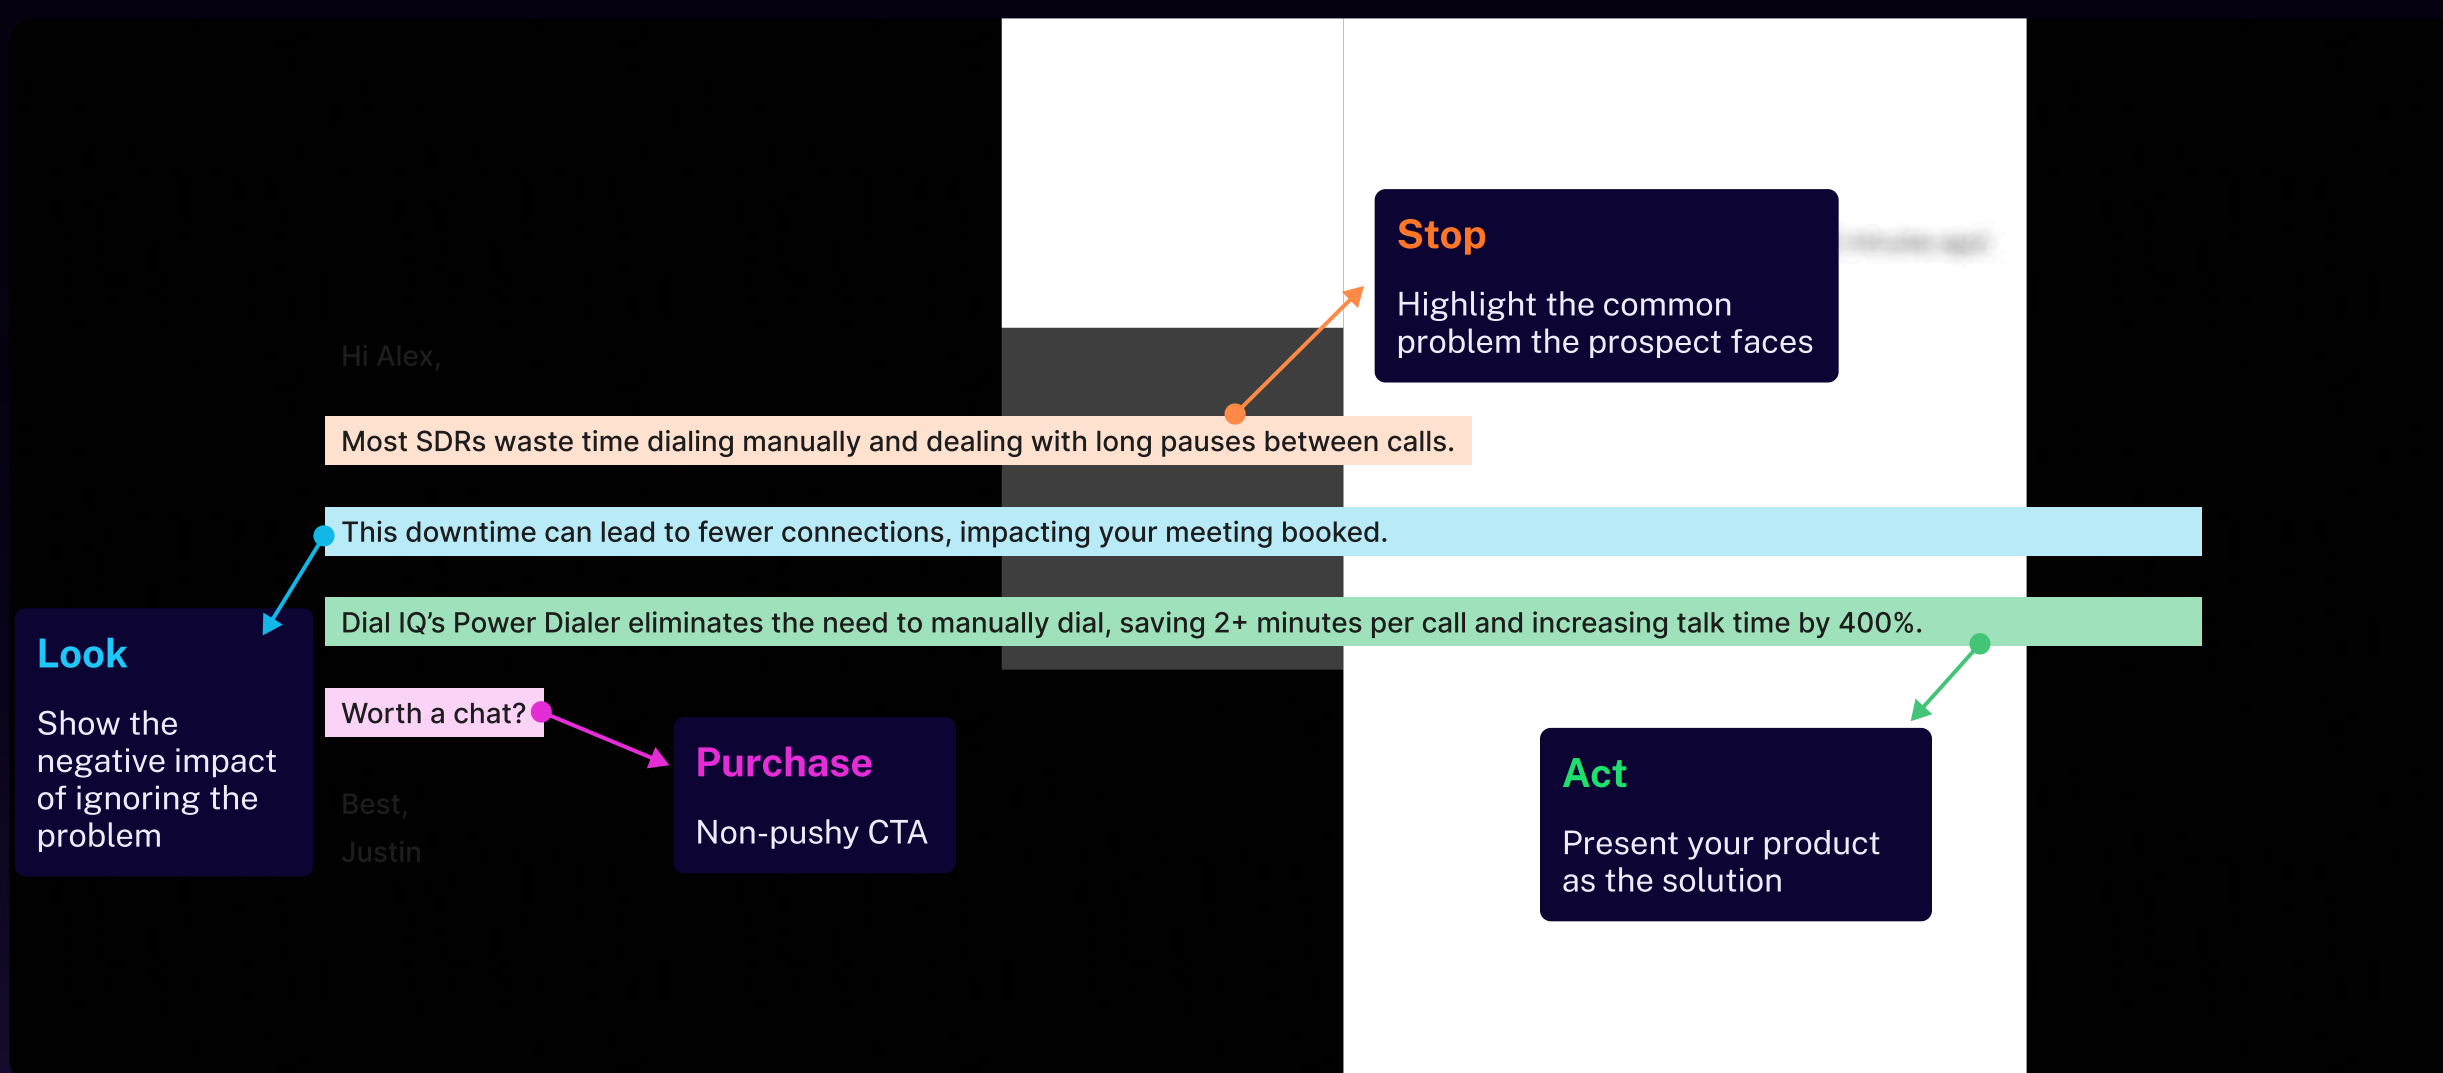 Stop
Highlight the common
problem the prospect faces
minutes ago
Hi Alex,
Most SDRs waste time dialing manually and dealing with long pauses between calls.
This downtime can lead to fewer connections, impacting your meeting booked.
Dial IQ’s Power Dialer eliminates the need to manually dial, saving 2+ minutes per call and increasing talk time by 400%.
Look
Show the
negative impact
of ignoring the
problem
Worth a chat?
Purchase
Non-pushy CTA
Act
Present your product
as the solution
Best,
Justin